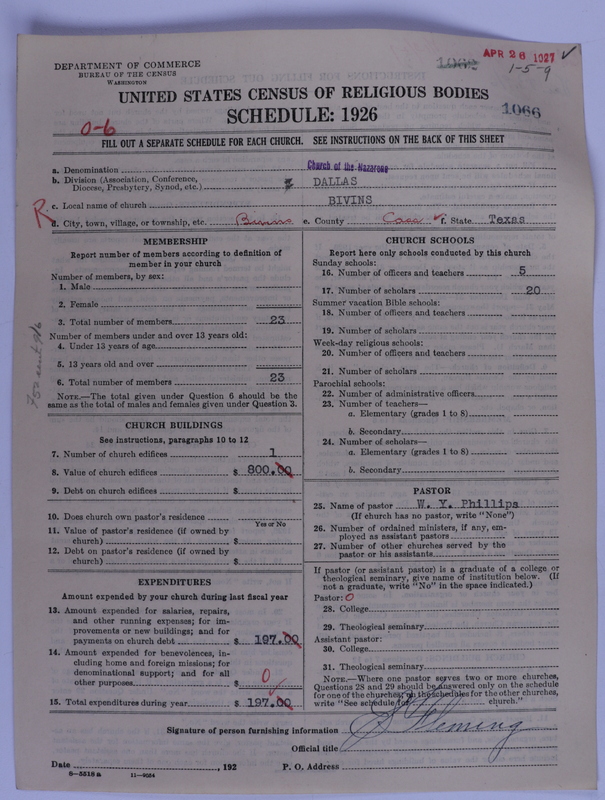 DEPARTMENT OF COMMERCE
BUREAU OF THE CENSUS
WASHINGTON
1062
APR 26 1927 ✓
1-5-9
UNITED STATES CENSUS OF RELIGIOUS BODIES
SCHEDULE: 1926
1066
0-6
FILL OUT A SEPARATE SCHEDULE FOR EACH CHURCH. SEE INSTRUCTIONS ON THE BACK OF THIS SHEET
a. Denomination Church of the Nazarene
b. Division (Association, Conference, Diocese, Presbytery, Synod, etc.) DALLAS
c. Local name of church BIVINS
R
d. City, town, village, or township, etc. Bivins e. County Cass ✓ f. State Texas
MEMBERSHIP
Report number of members according to definition of member in your church
Number of members, by sex:
1. Male
2. Female
3. Total number of members 23
Number of members under and over 13 years old:
4. Under 13 years of age
5. 13 years old and over
6. Total number of members 23
NOTE.—The total given under Question 6 should be the same as the total of males and females given under Question 3.
CHURCH BUILDINGS
See instructions, paragraphs 10 to 12
7. Number of church edifices 1
8. Value of church edifices $ 800.00
9. Debt on church edifices $
10. Does church own pastor's residence
Yes or No
11. Value of pastor's residence (if owned by church) $
12. Debt on pastor's residence (if owned by church) $
EXPENDITURES
Amount expended by your church during last fiscal year
13. Amount expended for salaries, repairs, and other running expenses; for improvements or new buildings; and for payments on church debt $ 197.00
14. Amount expended for benevolences, including home and foreign missions; for denominational support; and for all other purposes $ 0
15. Total expenditures during year $ 197.00
CHURCH SCHOOLS
Report here only schools conducted by this church
Sunday schools:
16. Number of officers and teachers 5
17. Number of scholars 20
Summer vacation Bible schools:
18. Number of officers and teachers
19. Number of scholars
Week-day religious schools:
20. Number of officers and teachers
21. Number of scholars
Parochial schools:
22. Number of administrative officers
23. Number of teachers—
a. Elementary (grades 1 to 8)
b. Secondary
24. Number of scholars—
a. Elementary (grades 1 to 8)
b. Secondary
PASTOR
25. Name of pastor W. Y. Phillips
(If church has no pastor, write "None")
26. Number of ordained ministers, if any, employed as assistant pastors
27. Number of other churches served by the pastor or his assistants
If pastor (or assistant pastor) is a graduate of a college or theological seminary, give name of institution below. (If not a graduate, write "No" in the space indicated.)
Pastor: 0
28. College
29. Theological seminary
Assistant pastor:
30. College
31. Theological seminary
NOTE.—Where one pastor serves two or more churches, Questions 28 and 29 should be answered only on the schedule for one of the churches; on the schedules for the other churches, write "See schedule for church."
Signature of person furnishing information Fleming
Official title
Date , 192 P. O. Address
8-5518a 11-9054